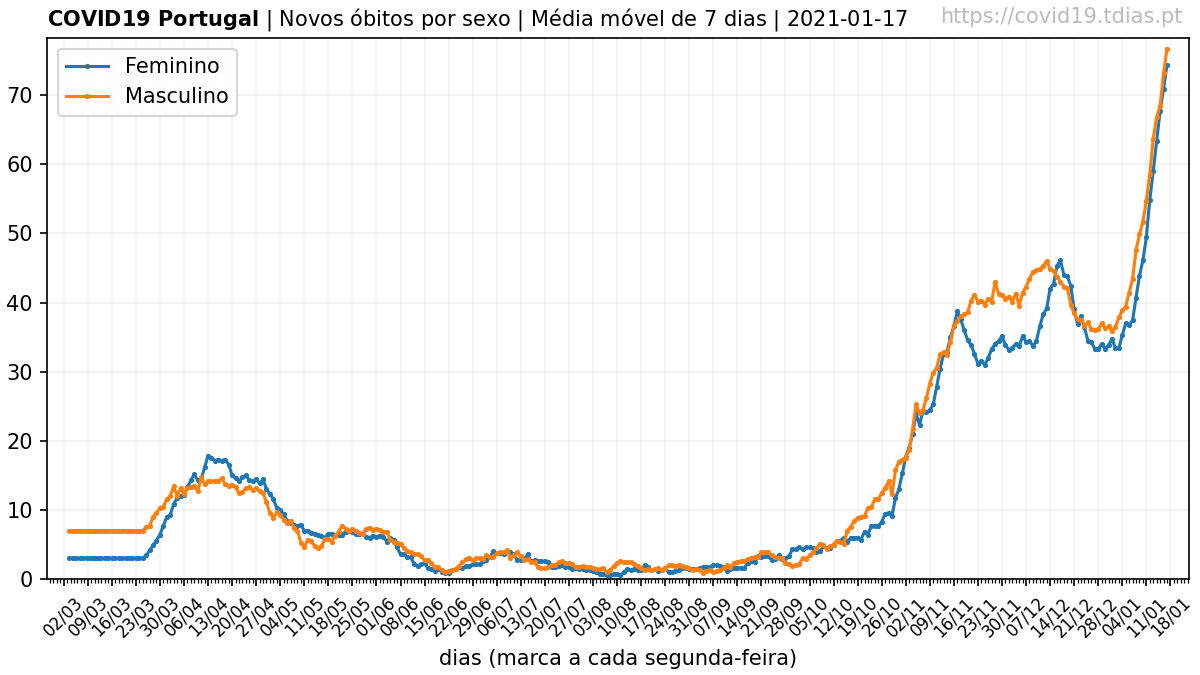 COVID19 Portugal | Novos óbitos por sexo | Média móvel de 7 dias | 2021-01-17
https://covid19.tdias.pt
Feminino
Masculino
70
60
50
40
30
20
10
0
02/03 09/03 16/03 23/03 30/03 06/04 13/04 20/04 27/04 04/05 11/05 18/05 25/05 01/06 08/06 15/06 22/06 29/06 06/07 13/07 20/07 27/07 03/08 10/08 17/08 24/08 31/08 07/09 14/09 21/09 28/09 05/10 12/10 19/10 26/10 02/11 09/11 16/11 23/11 30/11 07/12 14/12 21/12 28/12 04/01 11/01 18/01
dias (marca a cada segunda-feira)